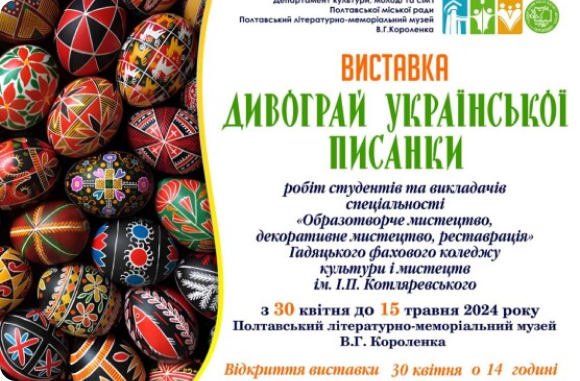 Департамент культури, молоді та сім'ї
Полтавської міської ради
Полтавський літературно-меморіальний музей
В.Г.Короленка
ВИСТАВКА
ДИВОГРАЙ УКРАЇНСЬКОЇ
ПИСАНКИ
робіт студентів та викладачів
спеціальності
«Образотворче мистецтво,
декоративне мистецтво, реставрація»
Гадяцького фахового коледжу
культури і мистецтв
ім. І.П. Котляревського
з 30 квітня до 15 травня 2024 року
Полтавський літературно-меморіальний музей
В.Г. Короленка
Відкриття виставки 30 квітня о 14 годині